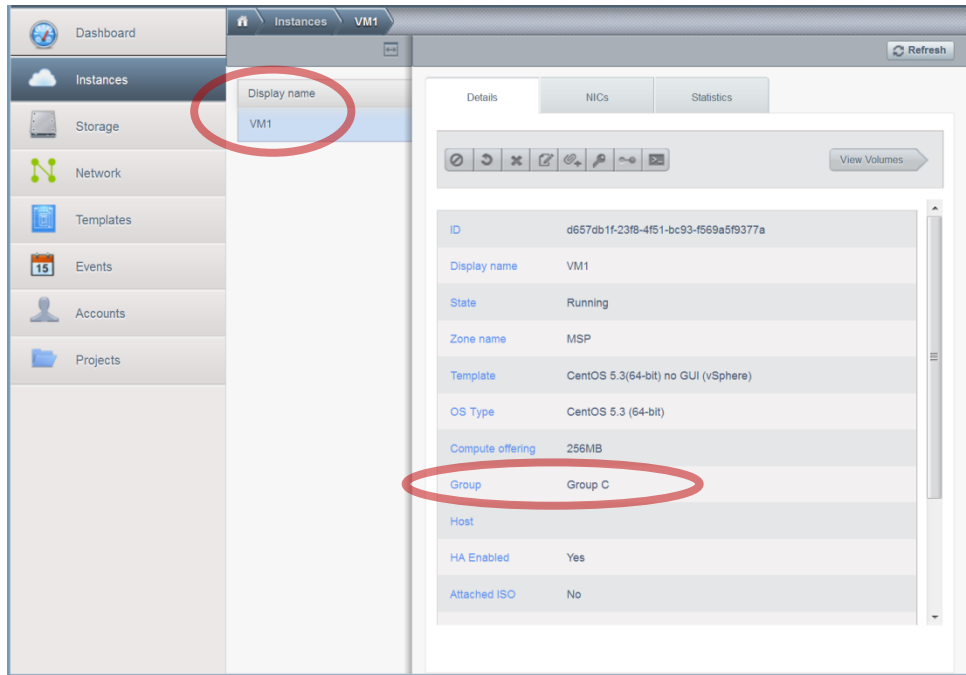 Instances
VM1
Refresh
Dashboard
Instances
Storage
Network
Templates
15
Events
Accounts
Projects
Display name
VM1
Details
NICs
Statistics
View Volumes
ID d657db1f-23f8-4f51-bc93-f569a5f9377a
Display name VM1
State Running
Zone name MSP
Template CentOS 5.3(64-bit) no GUI (vSphere)
OS Type CentOS 5.3 (64-bit)
Compute offering 256MB
Group Group C
Host
HA Enabled Yes
Attached ISO No